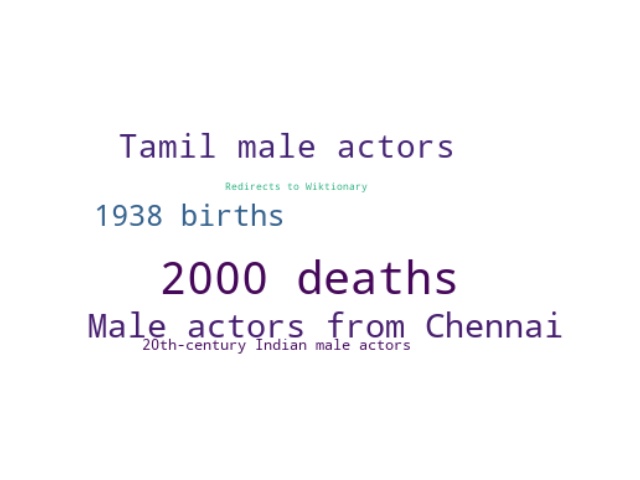 Tamil male actors
Redirects to Wiktionary
1938 births
2000 deaths
Male actors from Chennai
20th-century Indian male actors